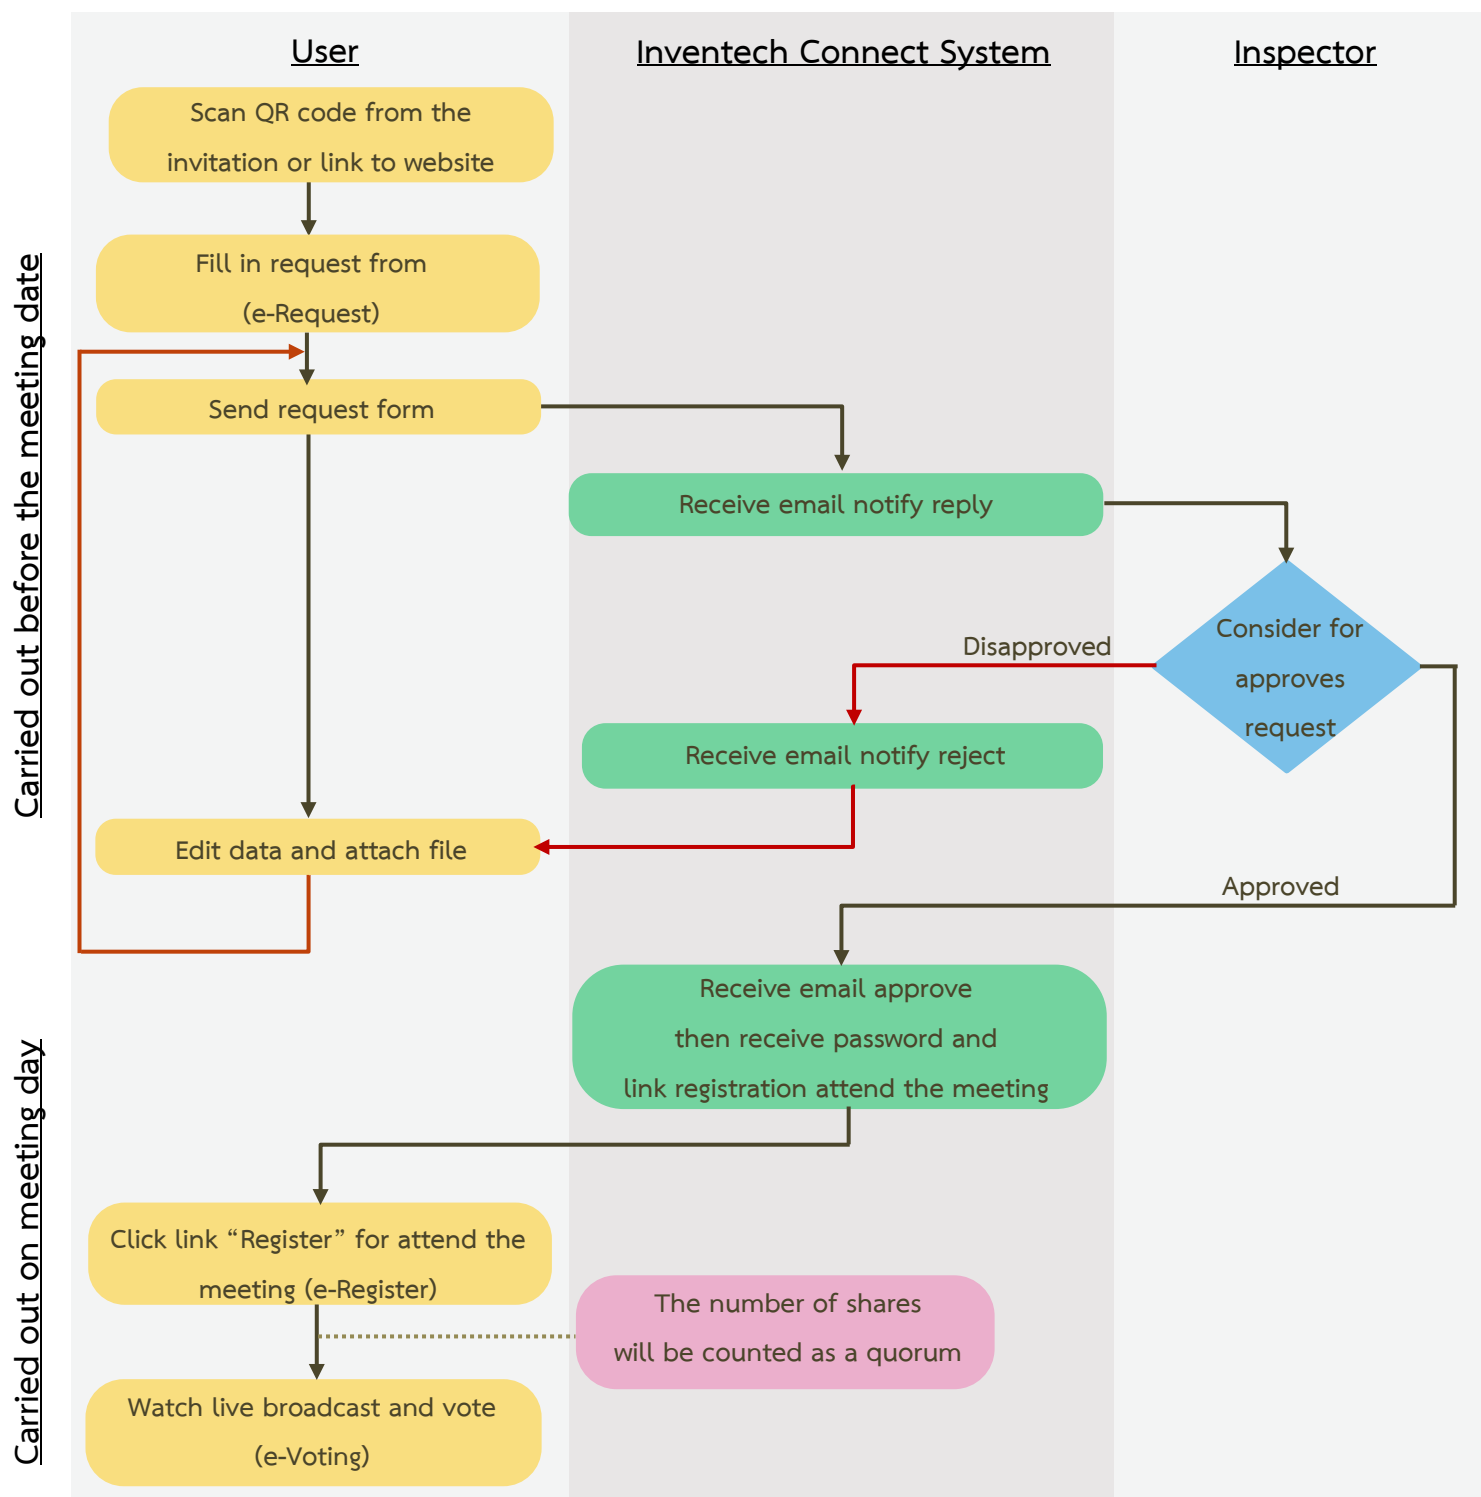 User
Inventech Connect System
Inspector
Carried out before the meeting date
Scan QR code from the
invitation or link to website
Fill in request from
(e-Request)
Send request form
Receive email notify reply
Consider for
approves
request
Disapproved
Receive email notify reject
Edit data and attach file
Approved
Receive email approve
then receive password and
link registration attend the meeting
Carried out on meeting day
Click link “Register” for attend the
meeting (e-Register)
The number of shares
will be counted as a quorum
Watch live broadcast and vote
(e-Voting)